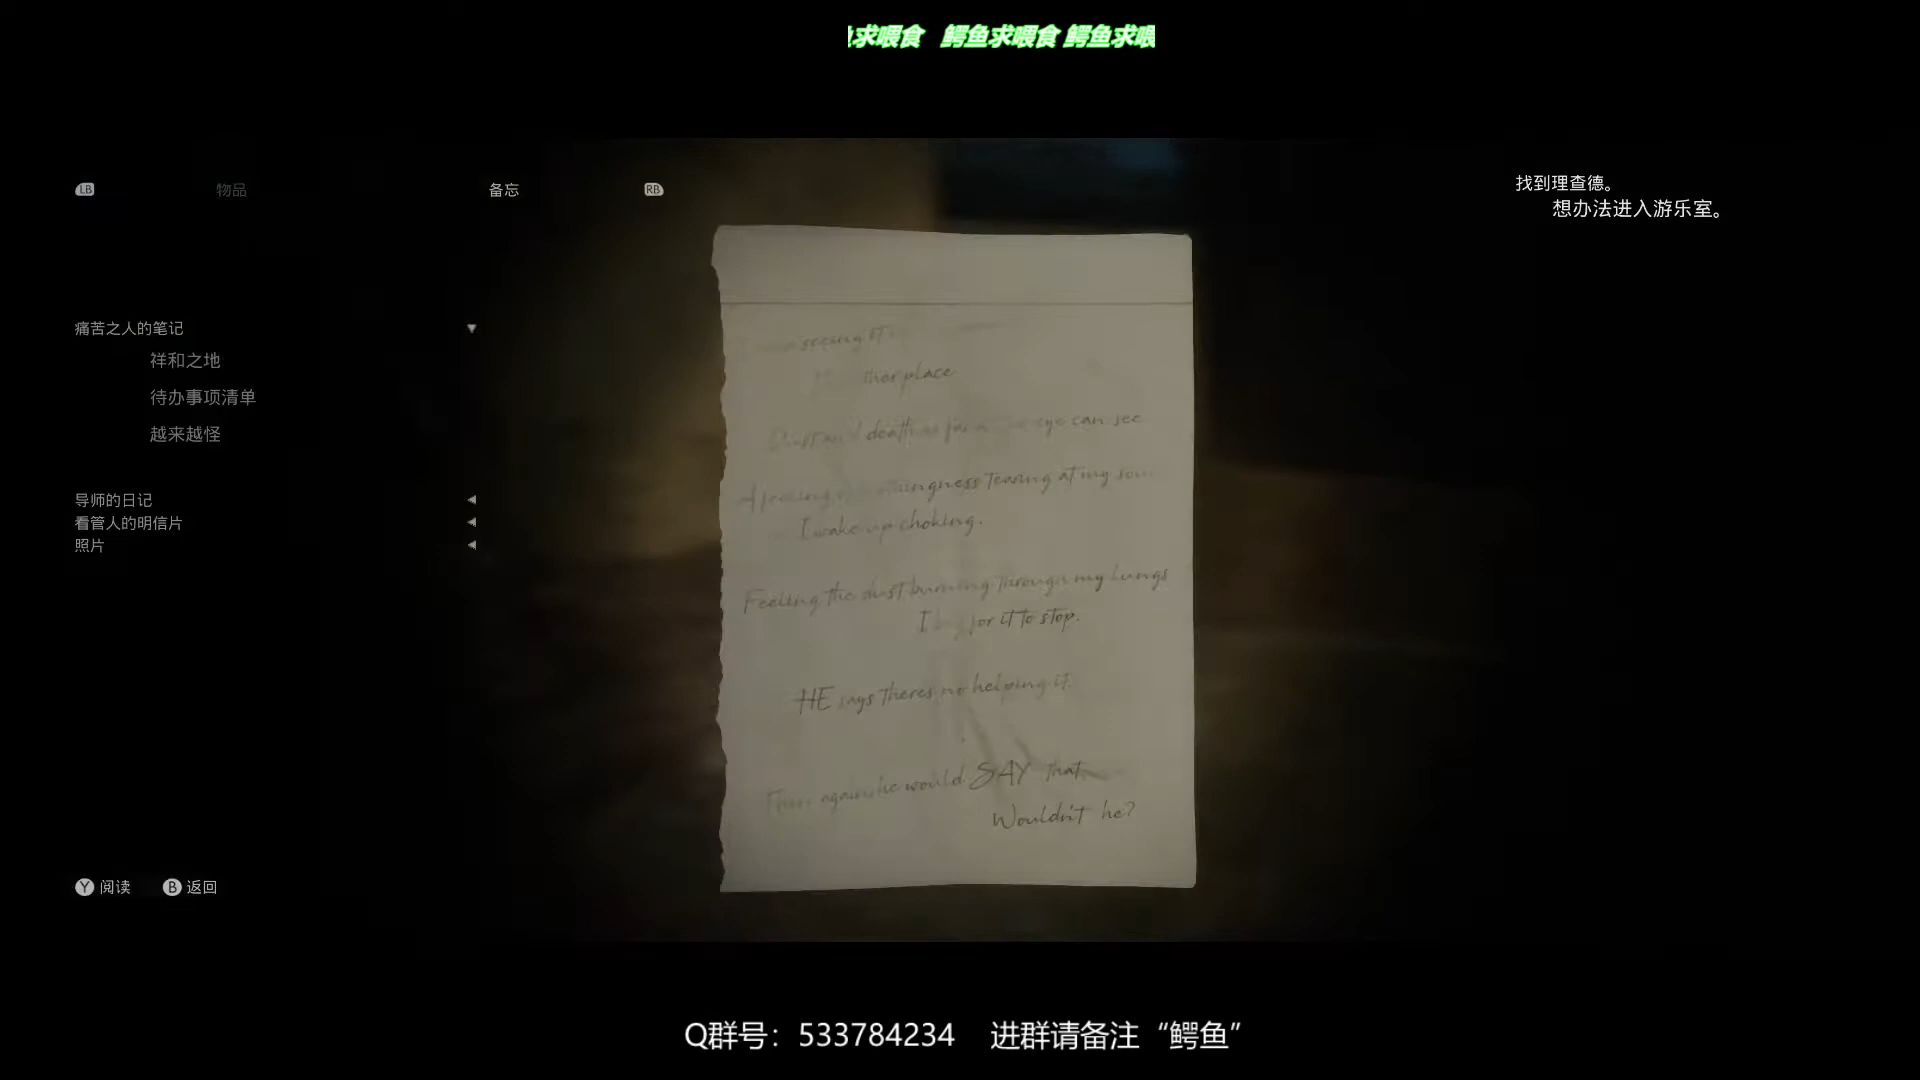 求喂食 鳄鱼求喂食 鳄鱼求喂
LB 物品 备忘 RB
找到理查德。
想办法进入游乐室。
痛苦之人的笔记
祥和之地
待办事项清单
越来越怪
导师的日记
看管人的明信片
照片
seeing it
place
death eye can see
A feeling tearing at my
I wake up choking.
Feeling the dust burning through my lungs
I for it to stop.
HE says theres no helping it.
again he would SAY that
Wouldn't he?
Y 阅读 B 返回
Q群号：533784234 进群请备注“鳄鱼”